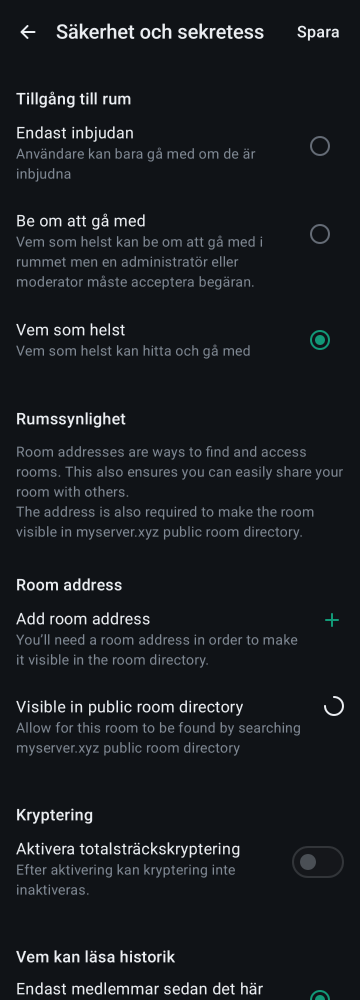 Säkerhet och sekretess
Spara
Tillgång till rum
Endast inbjudan
Användare kan bara gå med om de är
inbjudna
Be om att gå med
Vem som helst kan be om att gå med i
rummet men en administratör eller
moderator måste acceptera begäran.
Vem som helst
Vem som helst kan hitta och gå med
Rumssynlighet
Room addresses are ways to find and access
rooms. This also ensures you can easily share your
room with others.
The address is also required to make the room
visible in myserver.xyz public room directory.
Room address
Add room address
You’ll need a room address in order to make
it visible in the room directory.
Visible in public room directory
Allow for this room to be found by searching
myserver.xyz public room directory
Kryptering
Aktivera totalsträckskryptering
Efter aktivering kan kryptering inte
inaktiveras.
Vem kan läsa historik
Endast medlemmar sedan det här